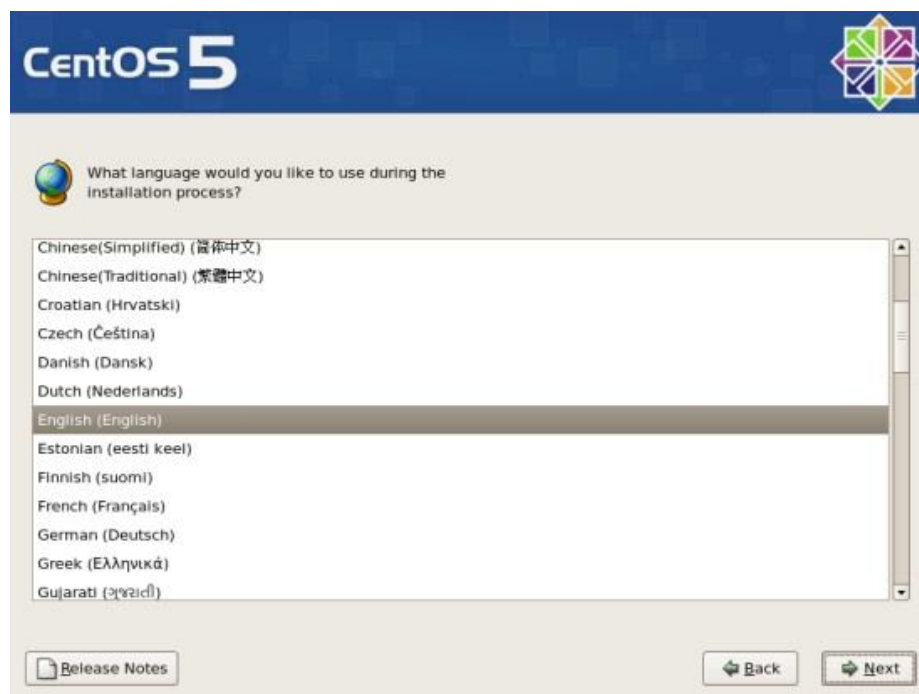 CentOS 5
What language would you like to use during the
installation process?
Chinese(Simplified) (简体中文)
Chinese(Traditional) (繁體中文)
Croatian (Hrvatski)
Czech (Čeština)
Danish (Dansk)
Dutch (Nederlands)
English (English)
Estonian (eesti keel)
Finnish (suomi)
French (Français)
German (Deutsch)
Greek (Ελληνικά)
Gujarati (ગુજરાતી)
Release Notes
Back
Next